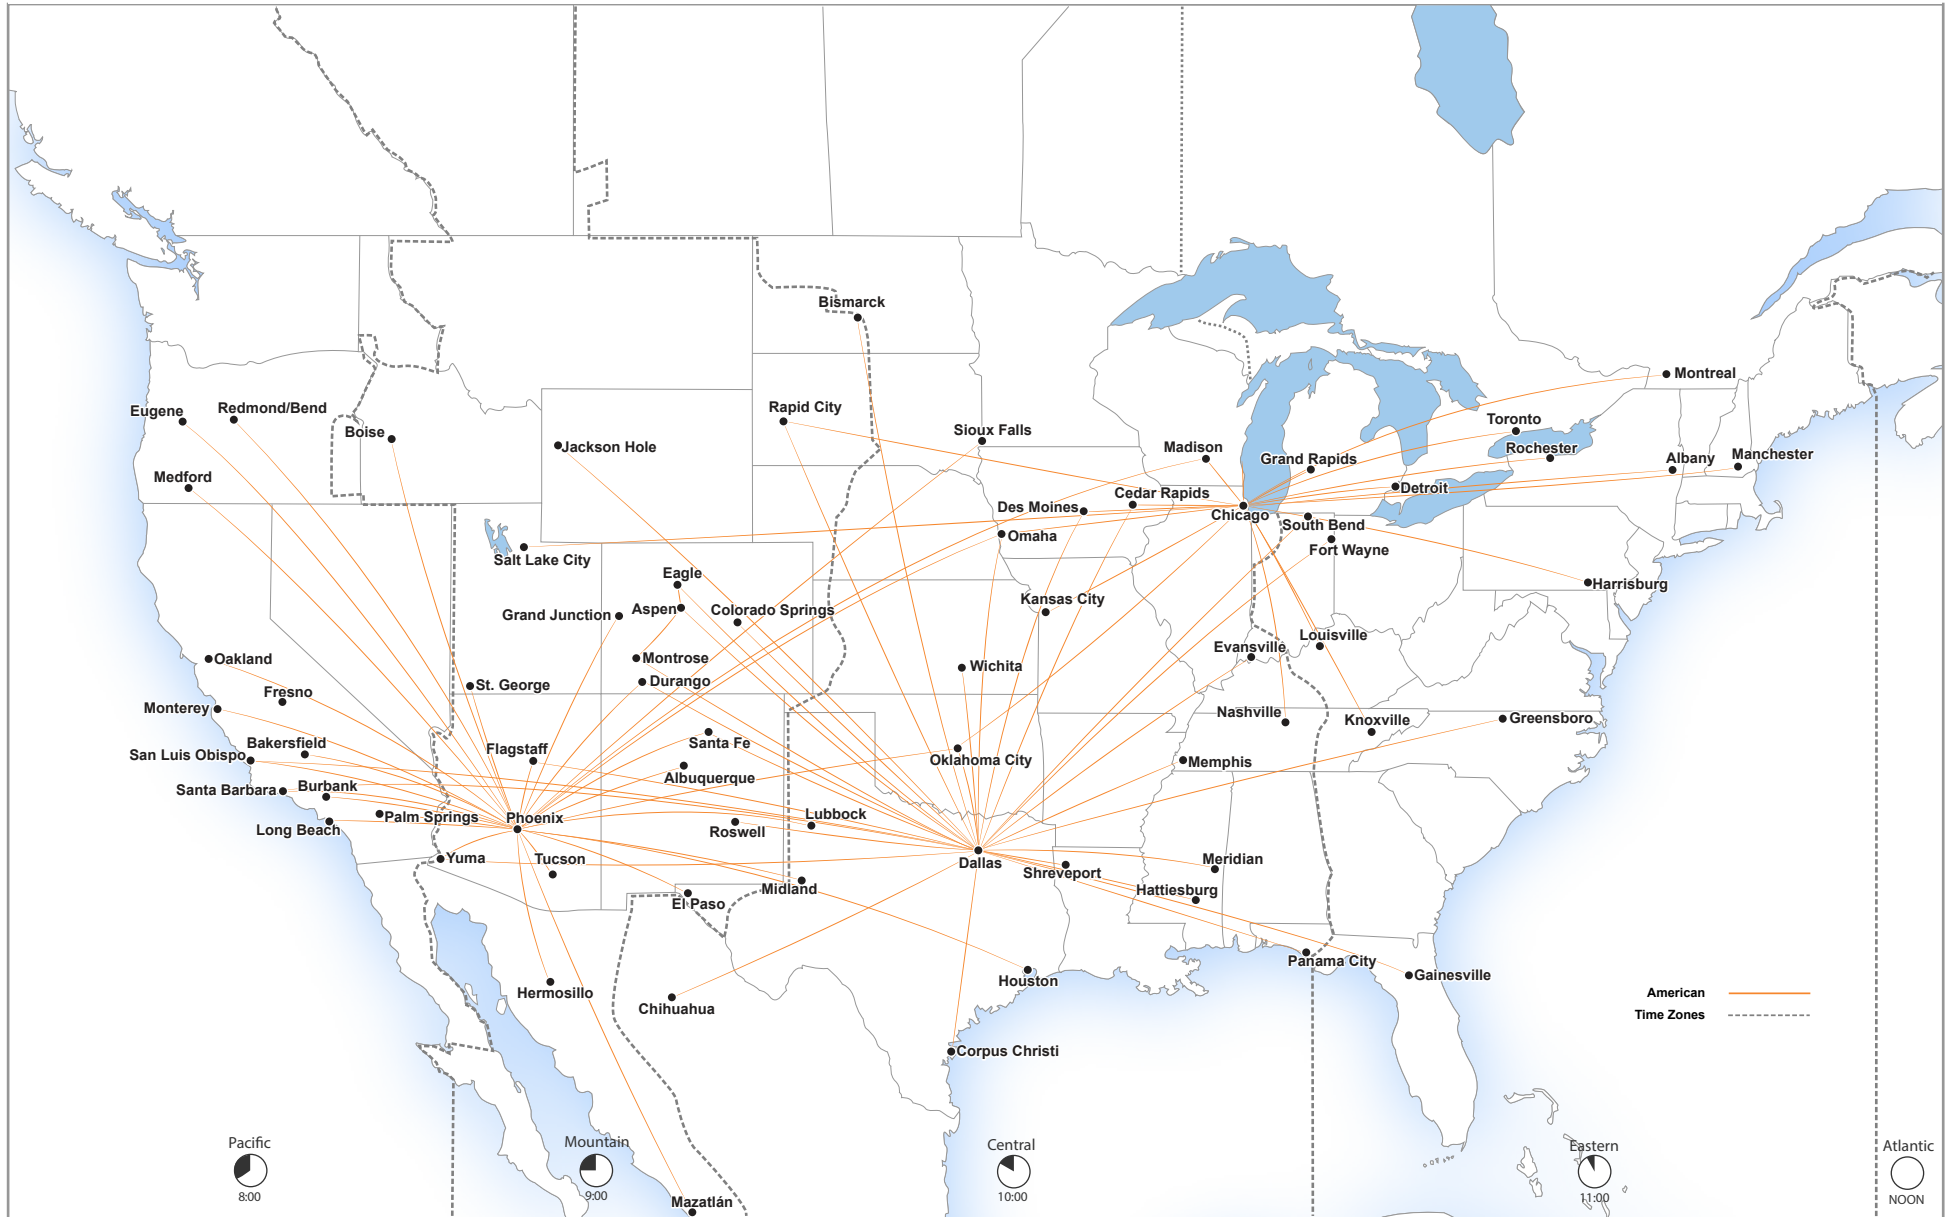 Bismarck
Montreal
Rapid City
Eugene
Redmond/Bend
Toronto
Boise
Sioux Falls
Jackson Hole
Madison
Rochester
Grand Rapids
Albany
Manchester
Medford
Detroit
Cedar Rapids
Des Moines
Chicago
South Bend
Omaha
Fort Wayne
Salt Lake City
Eagle
Harrisburg
Kansas City
Aspen
Colorado Springs
Grand Junction
Louisville
Evansville
Oakland
Montrose
Wichita
St. George
Durango
Fresno
Monterey
Nashville
Knoxville
Greensboro
Bakersfield
Flagstaff
Santa Fe
San Luis Obispo
Oklahoma City
Memphis
Albuquerque
Santa Barbara
Burbank
Palm Springs
Phoenix
Lubbock
Long Beach
Roswell
Yuma
Tucson
Dallas
Meridian
Shreveport
Midland
Hattiesburg
El Paso
Panama City
Gainesville
Houston
Hermosillo
American
Chihuahua
Time Zones
Corpus Christi
Pacific
Mountain
Central
Eastern
Atlantic
8:00
9:00
10:00
11:00
NOON
Mazatlán